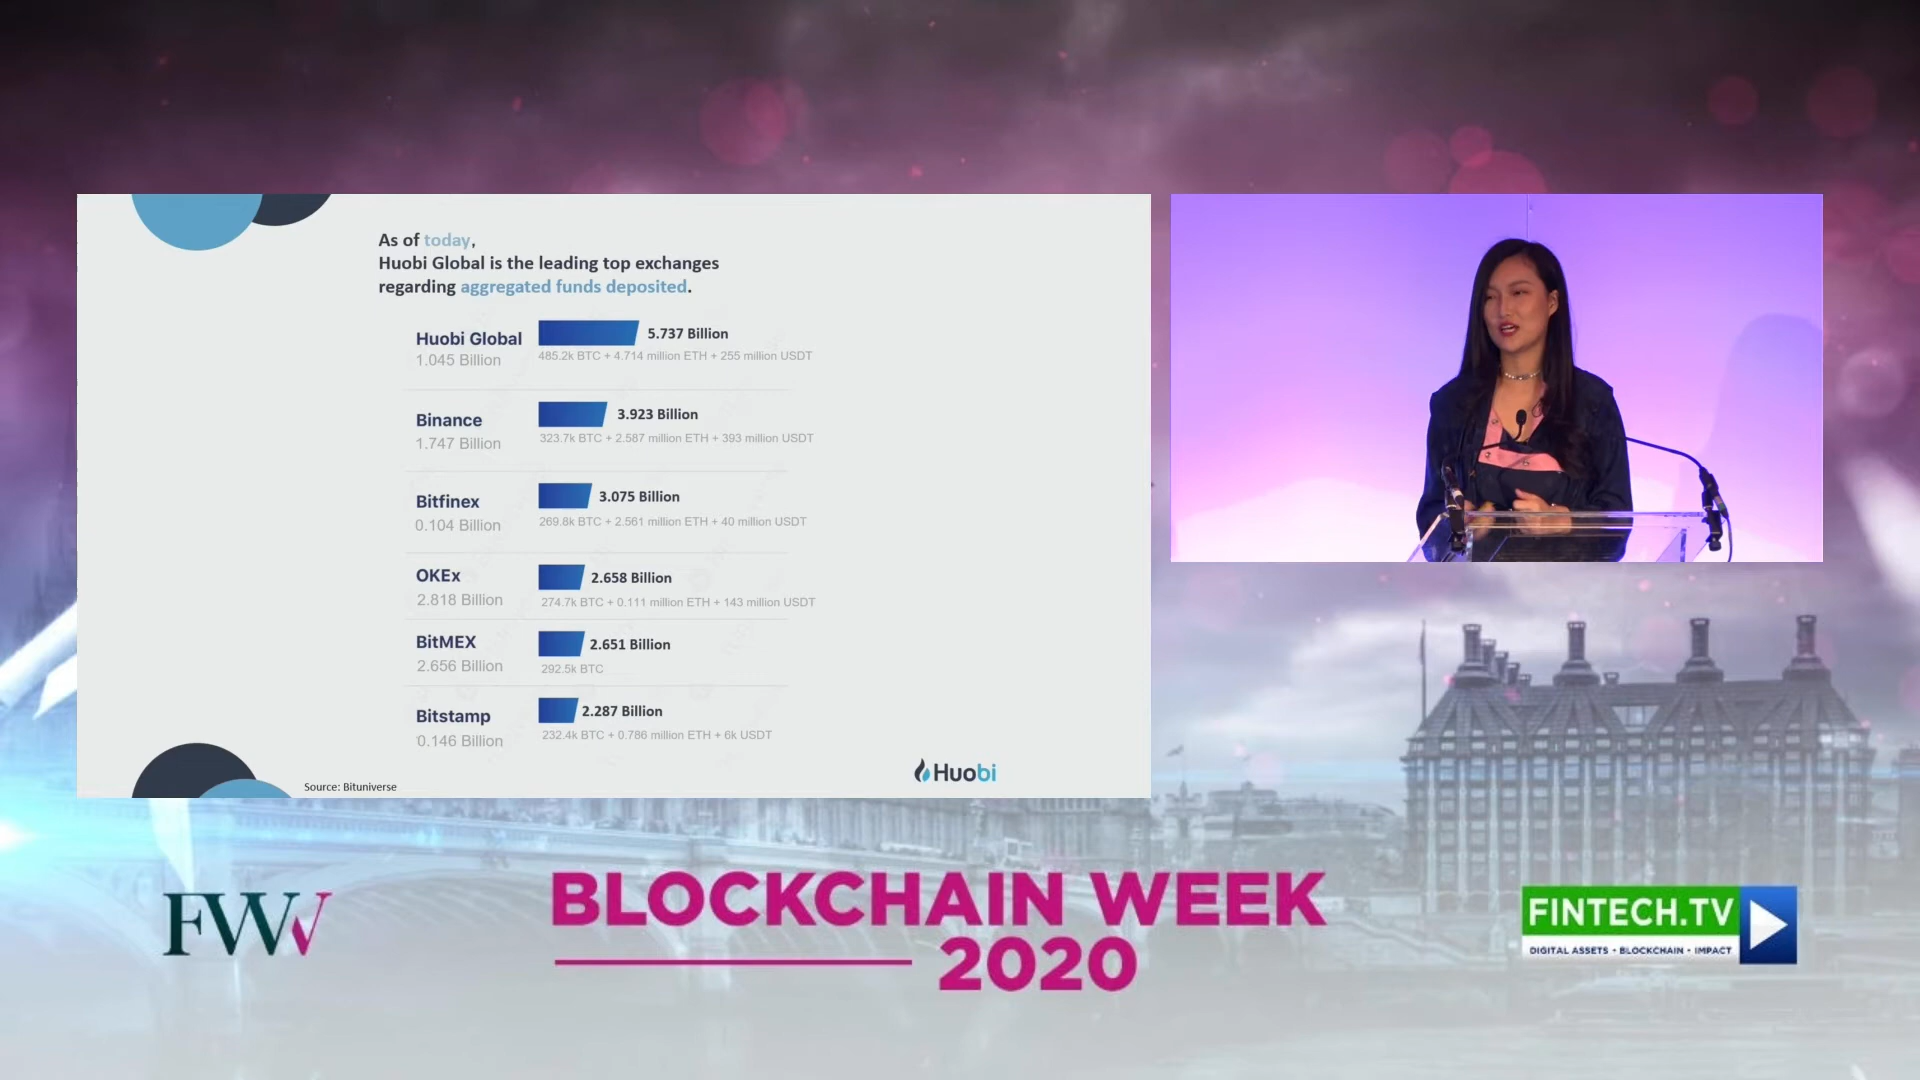 As of today,
Huobi Global is the leading top exchanges
regarding aggregated funds deposited.
Huobi Global
1.045 Billion
5.737 Billion
485.2k BTC + 4.714 million ETH + 255 million USDT
Binance
1.747 Billion
3.923 Billion
323.7k BTC + 2.587 million ETH + 393 million USDT
Bitfinex
0.104 Billion
3.075 Billion
269.8k BTC + 2.561 million ETH + 40 million USDT
OKEx
2.818 Billion
2.658 Billion
274.7k BTC + 0.111 million ETH + 143 million USDT
BitMEX
2.656 Billion
2.651 Billion
292.5k BTC
Bitstamp
0.146 Billion
2.287 Billion
232.4k BTC + 0.786 million ETH + 6k USDT
Source: Bituniverse
Huobi
FWW
BLOCKCHAIN WEEK
2020
FINTECH.TV
DIGITAL ASSETS • BLOCKCHAIN • IMPACT